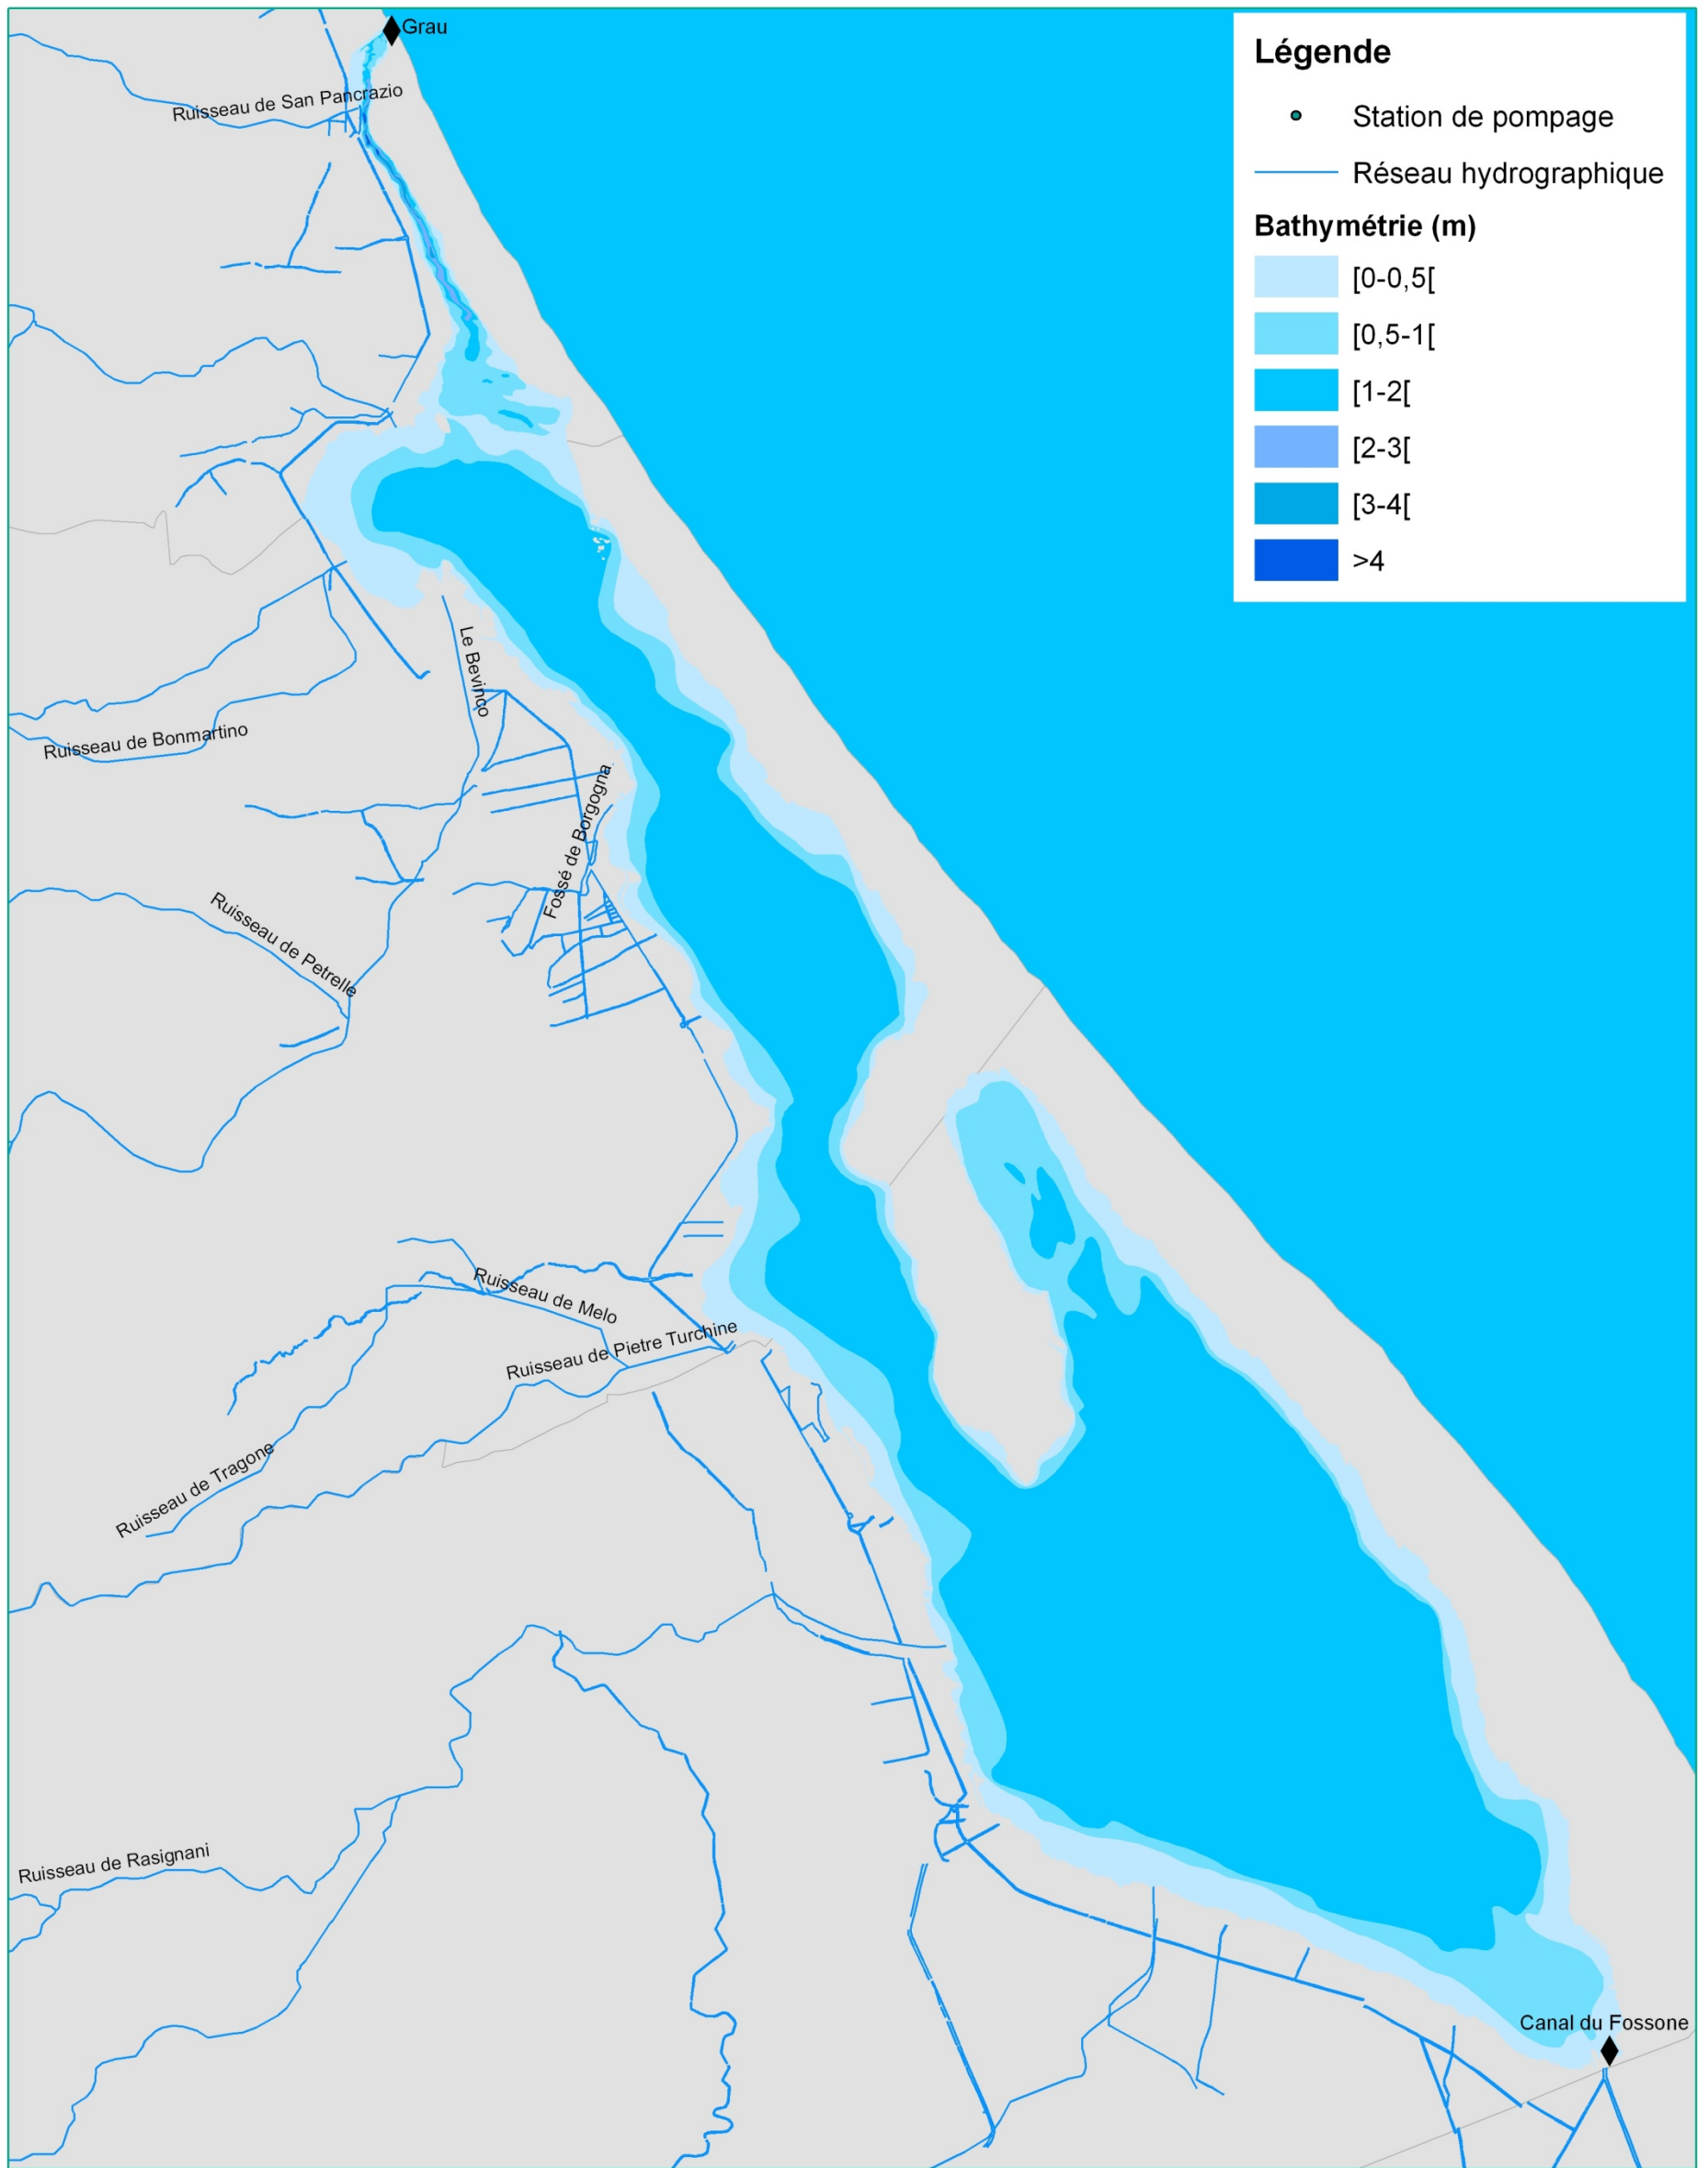 Grau
Légende
Station de pompage
Réseau hydrographique
Bathymétrie (m)
[0-0,5[
[0,5-1[
[1-2[
[2-3[
[3-4[
>4
Ruisseau de San Pancrazio
Le Bevinco
Ruisseau de Bonmartino
Fossé de Borgogna
Ruisseau de Petrelle
Ruisseau de Melo
Ruisseau de Pietre Turchine
Ruisseau de Tragone
Ruisseau de Rasignani
Canal du Fossone